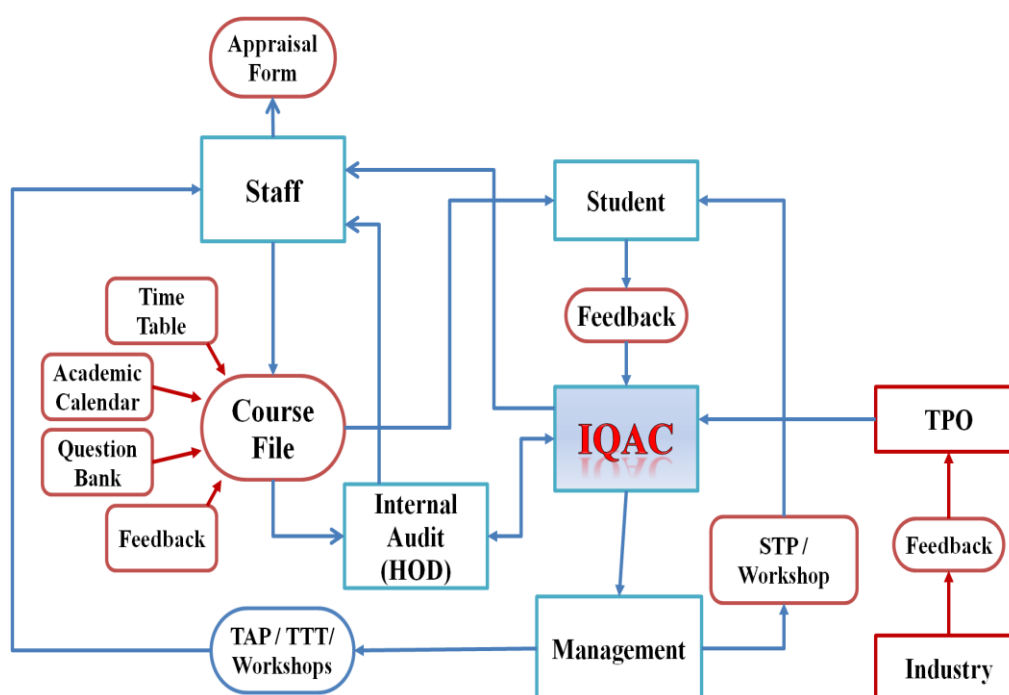 Appraisal
Form
Staff
Student
Time
Table
Feedback
Academic
Calendar
Course
File
IQAC
TPO
Question
Bank
Feedback
Internal
Audit
(HOD)
STP /
Workshop
Feedback
TAP / TTT/
Workshops
Management
Industry